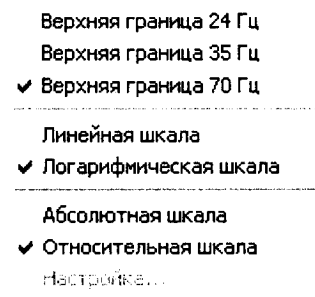 Верхняя граница 24 Гц
Верхняя граница 35 Гц
Верхняя граница 70 Гц
Линейная шкала
Логарифмическая шкала
Абсолютная шкала
Относительная шкала
Настройка...